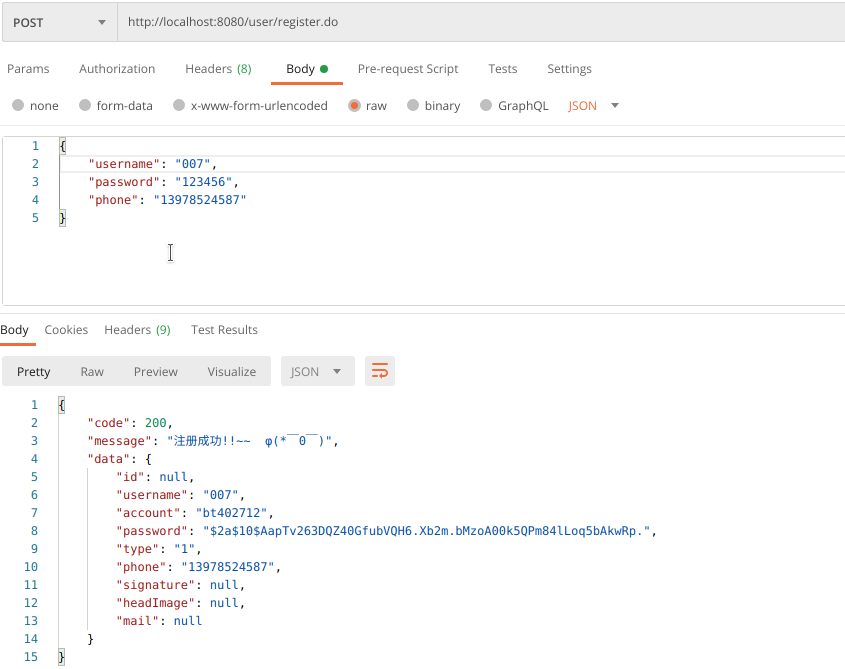 POST http://localhost:8080/user/register.do
Params Authorization Headers (8) Body Pre-request Script Tests Settings
none form-data x-www-form-urlencoded raw binary GraphQL JSON
1 {
2 "username": "007",
3 "password": "123456",
4 "phone": "13978524587"
5 }
Body Cookies Headers (9) Test Results
Pretty Raw Preview Visualize JSON
1 {
2 "code": 200,
3 "message": "注册成功!!~~  φ(*￣0￣)",
4 "data": {
5 "id": null,
6 "username": "007",
7 "account": "bt402712",
8 "password": "$2a$10$AapTv263DQZ40GfubVQH6.Xb2m.bMzoA00k5QPm84lLoq5bAkwRp.",
9 "type": "1",
10 "phone": "13978524587",
11 "signature": null,
12 "headImage": null,
13 "mail": null
14 }
15 }